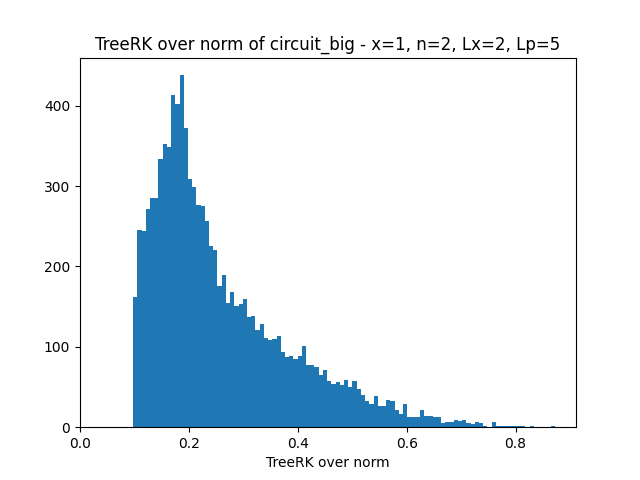 TreeRK over norm of circuit_big - x=1, n=2, Lx=2, Lp=5
400
300
200
100
0
0.0 0.2 0.4 0.6 0.8
TreeRK over norm